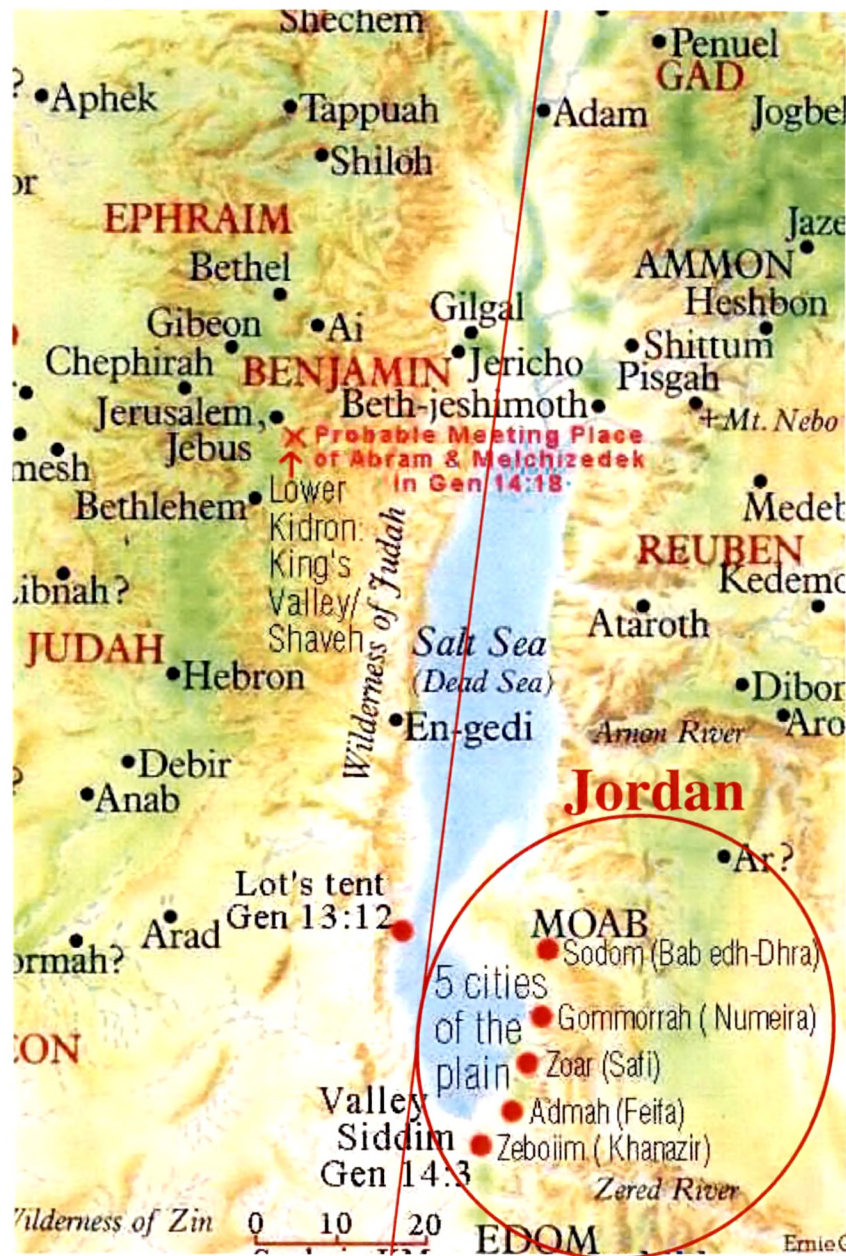 Shechem
Penuel
GAD
?
Aphek
Tappuah
Adam
Shiloh
EPHRAIM
Bethel
AMMON
Heshbon
Gibeon
Ai
Gilgal
Shittum
Chephirah
BENJAMIN
Jericho
Pisgah
Jerusalem,
Jebus
Beth-jeshimoth
+Mt. Nebo
× Probable Meeting Place
of Abram & Melchizedek
in Gen 14:18
mesh
Bethlehem
Lower
Kidron:
King's
Valley/
Shaveh
Wilderness of Judah
Medeb
REUBEN
Kedemo
ibnah?
Ataroth
JUDAH
Salt Sea
(Dead Sea)
Hebron
Dibon
Aro
En-gedi
Arnon River
?
Debir
Anab
Jordan
Ar?
Lot's tent
Gen 13:12
Arad
ormah?
MOAB
Sodom (Bab edh-Dhra)
5 cities
of the
plain
Gommorrah ( Numeira)
Zoar (Safi)
Admah (Feifa)
Zeboiim ( Khanazir)
EON
Valley
Siddim
Gen 14:3
Zered River
Wilderness of Zin
0 10 20
EDOM
Ernie